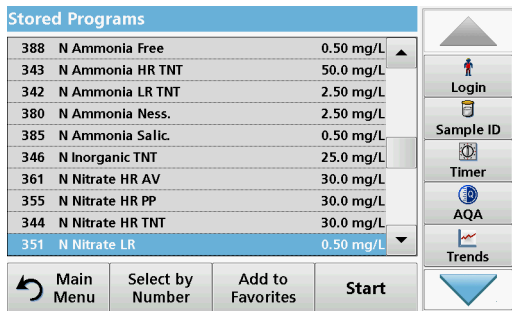 Stored Programs
388 N Ammonia Free 0.50 mg/L
343 N Ammonia HR TNT 50.0 mg/L
342 N Ammonia LR TNT 2.50 mg/L
380 N Ammonia Ness. 2.50 mg/L
385 N Ammonia Salic. 0.50 mg/L
346 N Inorganic TNT 25.0 mg/L
361 N Nitrate HR AV 30.0 mg/L
355 N Nitrate HR PP 30.0 mg/L
344 N Nitrate HR TNT 30.0 mg/L
351 N Nitrate LR 0.50 mg/L
Main
Menu
Select by
Number
Add to
Favorites
Start
Login
Sample ID
Timer
AQA
Trends